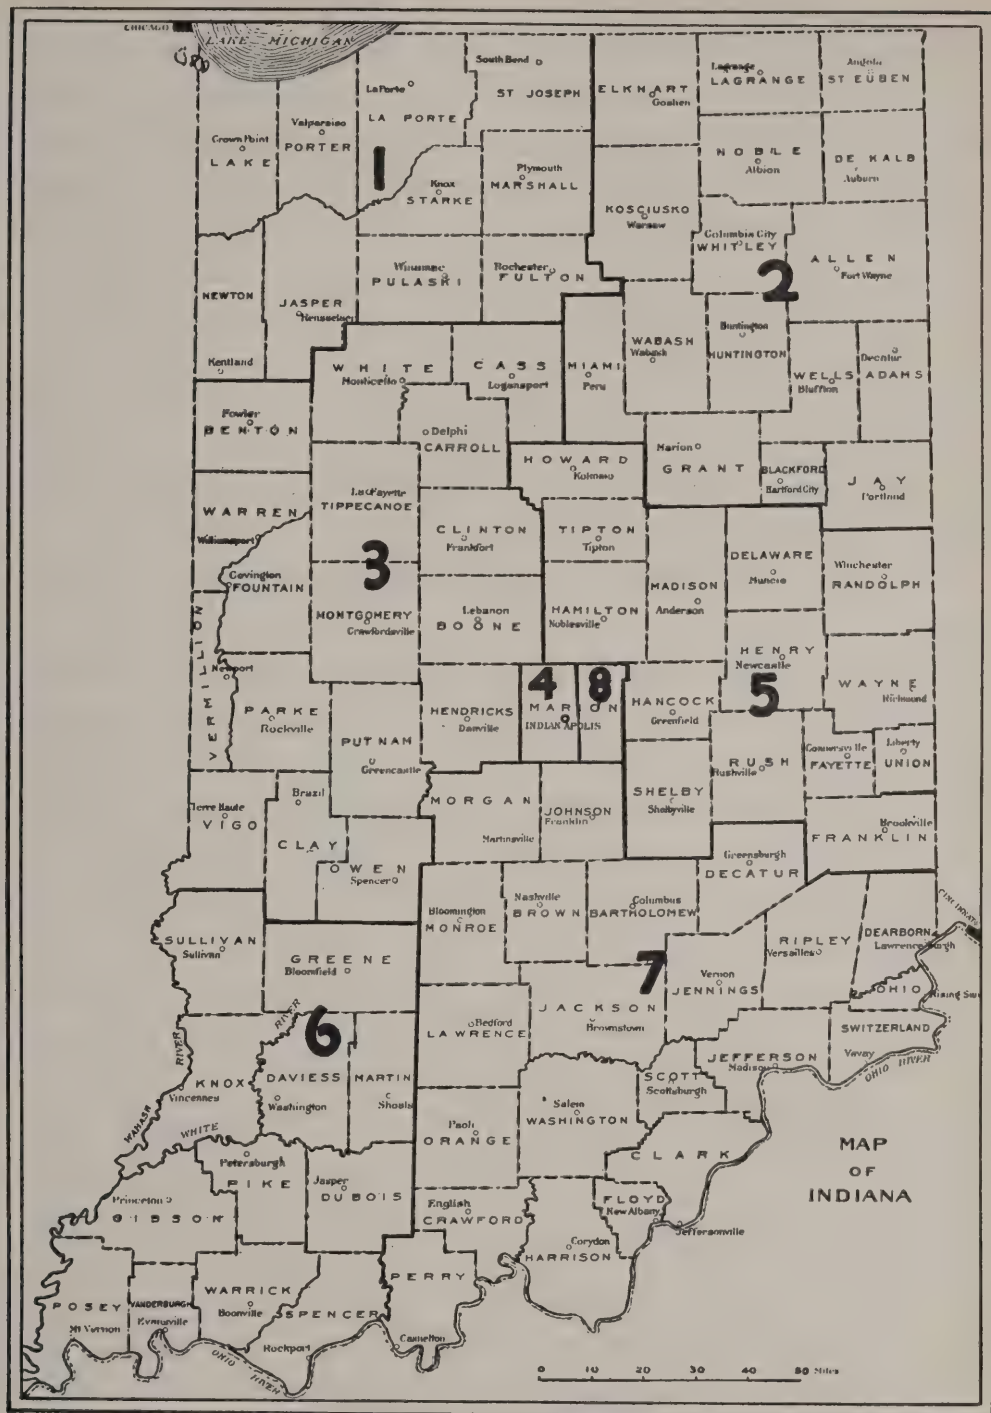 CHICAGO
LAKE MICHIGAN
South Bend
ST JOSEPH
LaPorte
LA PORTE
ELKHART
Goshen
Lagrange
LAGRANGE
Angola
ST EUBEN
Valparaiso
PORTER
Crown Point
LAKE
1
Plymouth
MARSHALL
Knox
STARKE
NOBLE
Albion
DE KALB
Auburn
KOSCIUSKO
Warsaw
Columbia City
WHITLEY
2
ALLEN
Fort Wayne
Winamac
PULASKI
Rochester
FULTON
NEWTON
Kentland
JASPER
Rensselaer
WHITE
Monticello
CASS
Logansport
MIAMI
Peru
WABASH
Wabash
Huntington
HUNTINGTON
WELLS
Bluffton
Decatur
ADAMS
Fowler
BENTON
Delphi
CARROLL
HOWARD
Kokmaio
Marion
GRANT
BLACKFORD
Hartford City
JAY
Portland
WARREN
Williamsport
LaFayette
TIPPECANOE
CLINTON
Frankfort
TIPTON
Tipton
3
Covington
FOUNTAIN
MONTGOMERY
Crawfordsville
Lebanon
BOONE
HAMILTON
Noblesville
MADISON
Anderson
DELAWARE
Muncie
Winchester
RANDOLPH
HENRY
Newcastle
5
WAYNE
Richmond
VERMILLION
Newport
PARKE
Rockville
PUTNAM
Greencastle
HENDRICKS
Danville
4 8
MARION
INDIANAPOLIS
HANCOCK
Greenfield
RUSH
Rushville
Connersville
FAYETTE
Liberty
UNION
Terre Haute
VIGO
Brazil
CLAY
OWEN
Spencer
MORGAN
Martinsville
JOHNSON
Franklin
SHELBY
Shelbyville
Greensburgh
DECATUR
Brookville
FRANKLIN
SULLIVAN
Sullivan
GREENE
Bloomfield
Bloomington
MONROE
Nashville
BROWN
Columbus
BARTHOLOMEW
7
Vernon
JENNINGS
RIPLEY
Versailles
DEARBORN
Lawrenceburgh
CINCINNATI
OHIO
Rising Sun
SWITZERLAND
Vevay
OHIO RIVER
6
RIVER
KNOX
Vincennes
WABASH
RIVER
WHITE
DAVIESS
Washington
MARTIN
Shoals
LAWRENCE
Bedford
JACKSON
Brownstown
JEFFERSON
Madison
SCOTT
Scottsburgh
Salem
WASHINGTON
Paoli
ORANGE
CLARK
Petersburgh
PIKE
Jasper
DUBOIS
Princeton
GIBSON
English
CRAWFORD
FLOYD
New Albany
Jeffersonville
Corydon
HARRISON
PERRY
Cannelton
WARRICK
Boonville
SPENCER
Rockport
POSEY
Mt Vernon
VANDERBURGH
Evansville
OHIO RIVER
MAP
OF
INDIANA
0 10 20 30 40 50 Miles